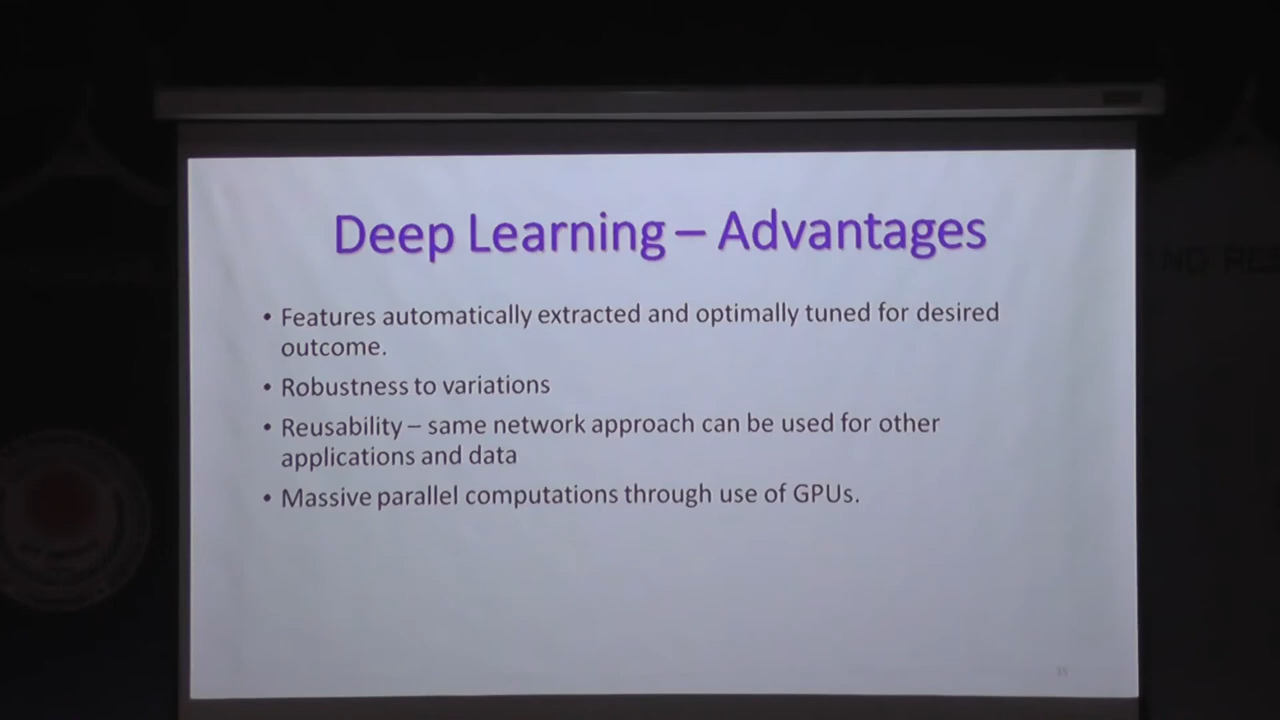 Deep Learning – Advantages
• Features automatically extracted and optimally tuned for desired
outcome.
• Robustness to variations
• Reusability – same network approach can be used for other
applications and data
• Massive parallel computations through use of GPUs.